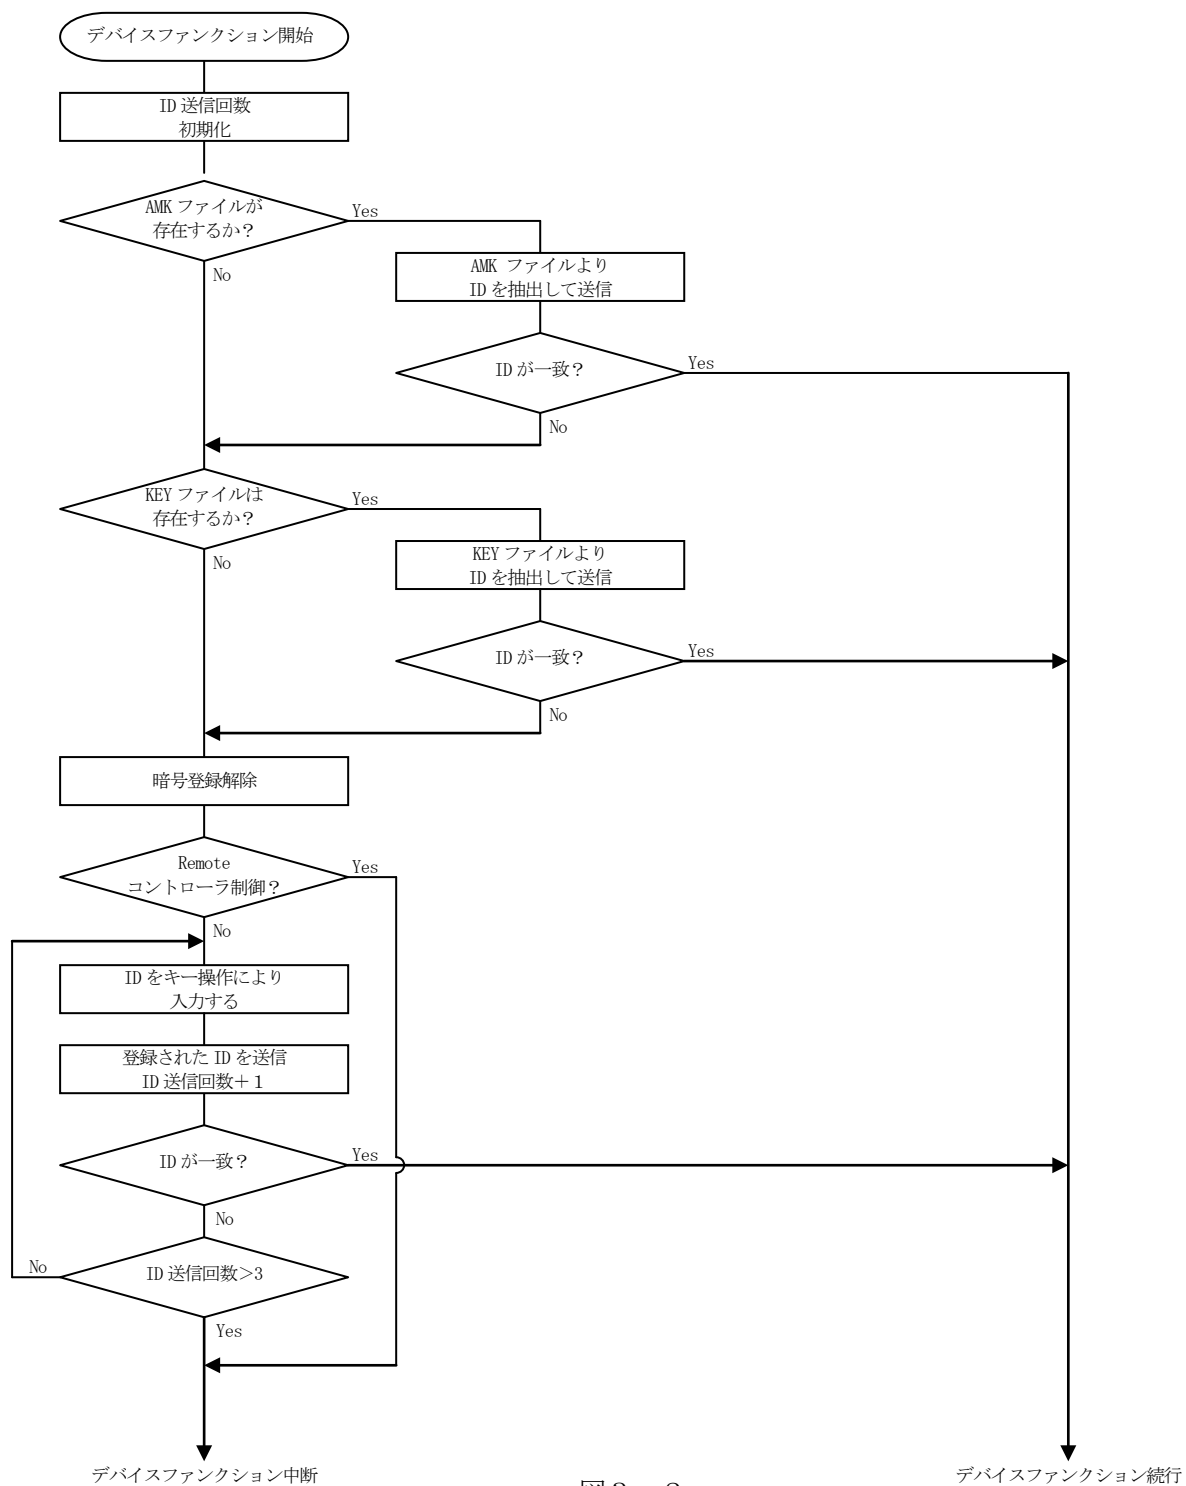 デバイスファンクション開始
ID 送信回数
初期化
AMK ファイルが
存在するか？
Yes
No
AMK ファイルより
ID を抽出して送信
ID が一致？
Yes
No
KEY ファイルは
存在するか？
Yes
No
KEY ファイルより
ID を抽出して送信
ID が一致？
Yes
No
暗号登録解除
Remote
コントローラ制御？
Yes
No
ID をキー操作により
入力する
登録された ID を送信
ID 送信回数＋１
ID が一致？
Yes
No
ID 送信回数>3
No
Yes
デバイスファンクション中断
デバイスファンクション続行